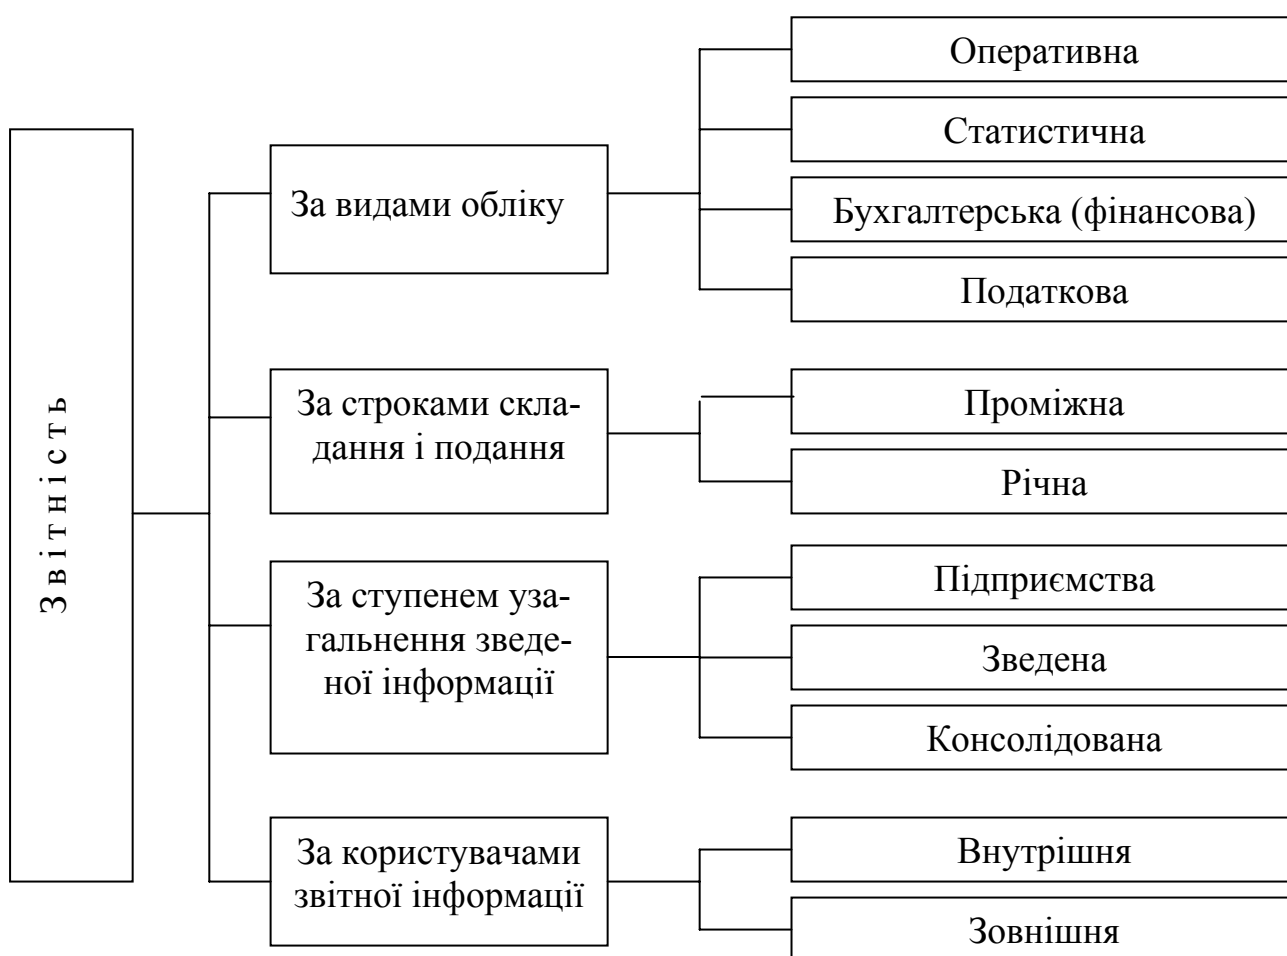 Звітність
За видами обліку
Оперативна
Статистична
Бухгалтерська (фінансова)
Податкова
За строками скла-
дання і подання
Проміжна
Річна
За ступенем уза-
гальнення зведе-
ної інформації
Підприємства
Зведена
Консолідована
За користувачами
звітної інформації
Внутрішня
Зовнішня